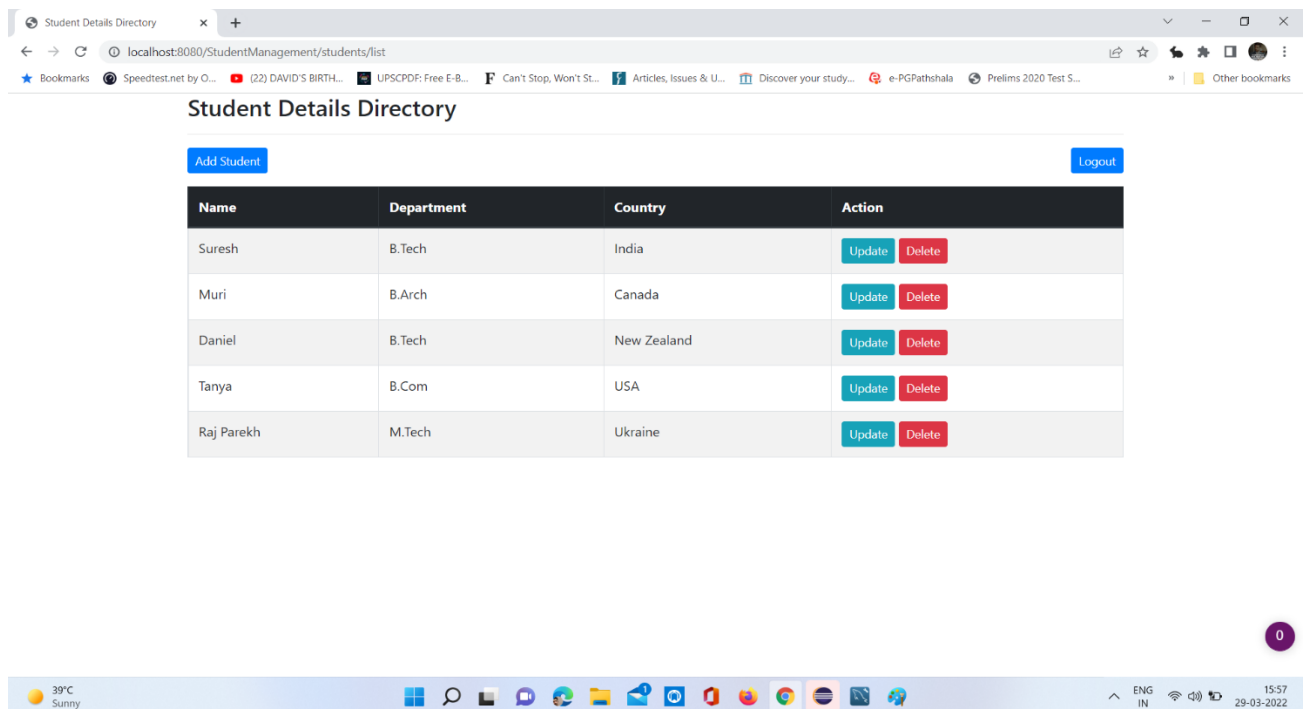 Student Details Directory
localhost:8080/StudentManagement/students/list
Bookmarks Speedtest.net by O... (22) DAVID'S BIRTH... UPSCPDF: Free E-B... F Can't Stop, Won't St... Articles, Issues & U... Discover your study... e-PGPathshala Prelims 2020 Test S... » Other bookmarks
Student Details Directory
Add Student Logout
Name Department Country Action
Suresh B.Tech India Update Delete
Muri B.Arch Canada Update Delete
Daniel B.Tech New Zealand Update Delete
Tanya B.Com USA Update Delete
Raj Parekh M.Tech Ukraine Update Delete
0
39°C ENG 15:57
Sunny 1 IN 29-03-2022